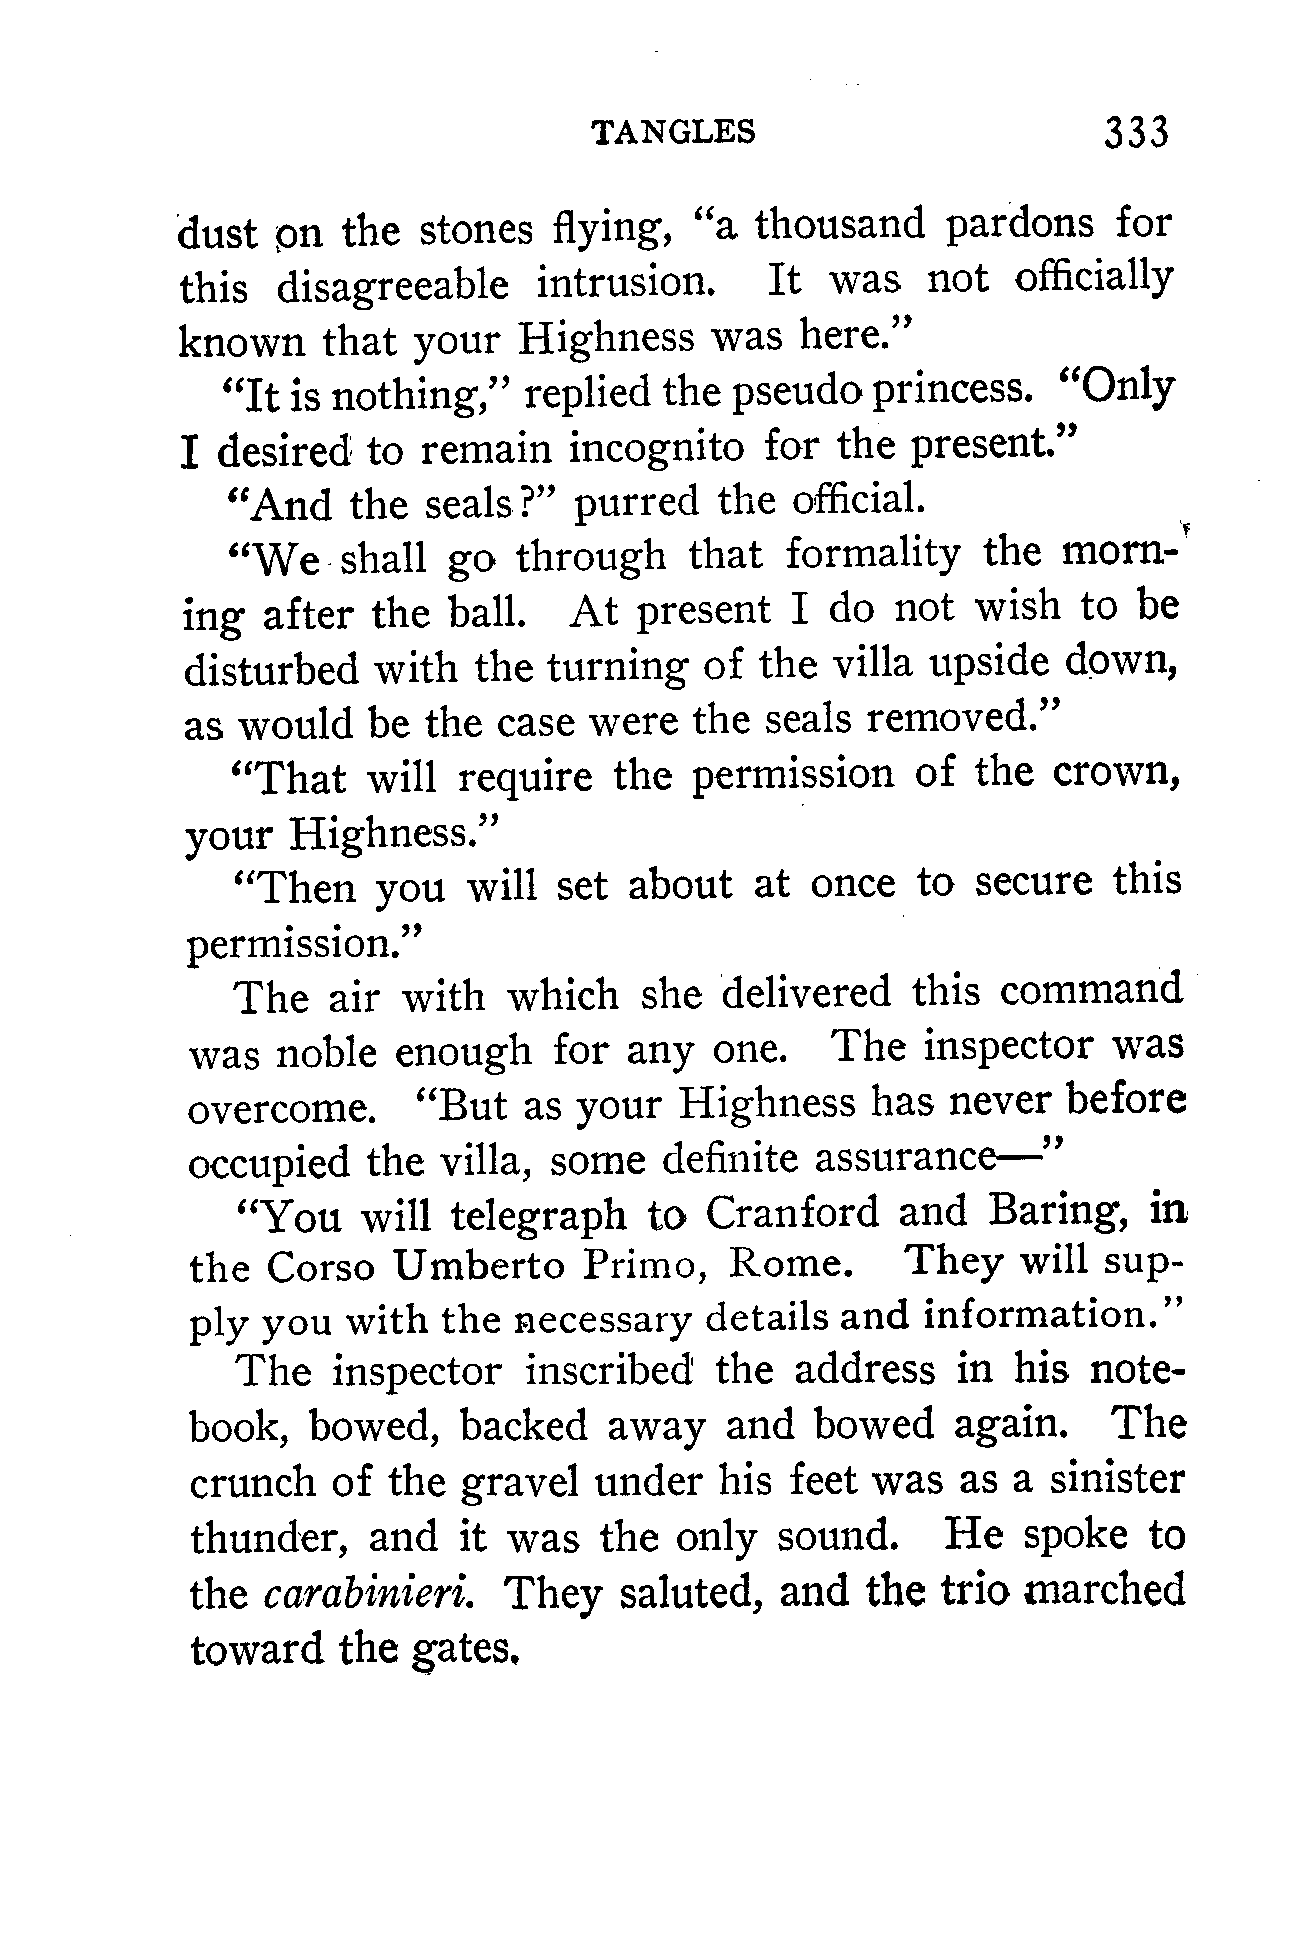 TANGLES 333
dust on the stones flying, “a thousand pardons for
this disagreeable intrusion. It was not officially
known that your Highness was here.”
“It is nothing,” replied the pseudo princess. “Only
I desired to remain incognito for the present.”
“And the seals?” purred the official.
“We shall go through that formality the morn-
ing after the ball. At present I do not wish to be
disturbed with the turning of the villa upside down,
as would be the case were the seals removed.”
“That will require the permission of the crown,
your Highness.”
“Then you will set about at once to secure this
permission.”
The air with which she delivered this command
was noble enough for any one. The inspector was
overcome. “But as your Highness has never before
occupied the villa, some definite assurance—”
“You will telegraph to Cranford and Baring, in
the Corso Umberto Primo, Rome. They will sup-
ply you with the necessary details and information.”
The inspector inscribed the address in his note-
book, bowed, backed away and bowed again. The
crunch of the gravel under his feet was as a sinister
thunder, and it was the only sound. He spoke to
the carabinieri. They saluted, and the trio marched
toward the gates.